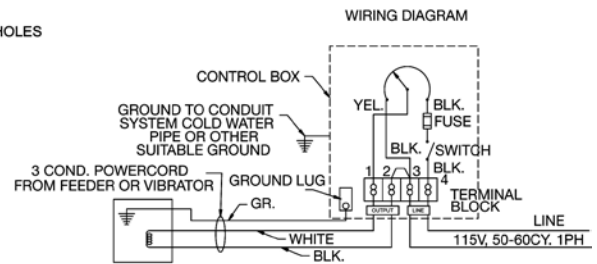 HOLES
WIRING DIAGRAM
CONTROL BOX
GROUND TO CONDUIT
SYSTEM COLD WATER
PIPE OR OTHER
SUITABLE GROUND
YEL.
BLK.
FUSE
BLK.
SWITCH
BLK.
1 2 3 4
TERMINAL
BLOCK
3 COND. POWERCORD
FROM FEEDER OR VIBRATOR
GROUND LUG
GR.
OUTPUT
LINE
WHITE
BLK.
LINE
115V, 50-60CY. 1PH